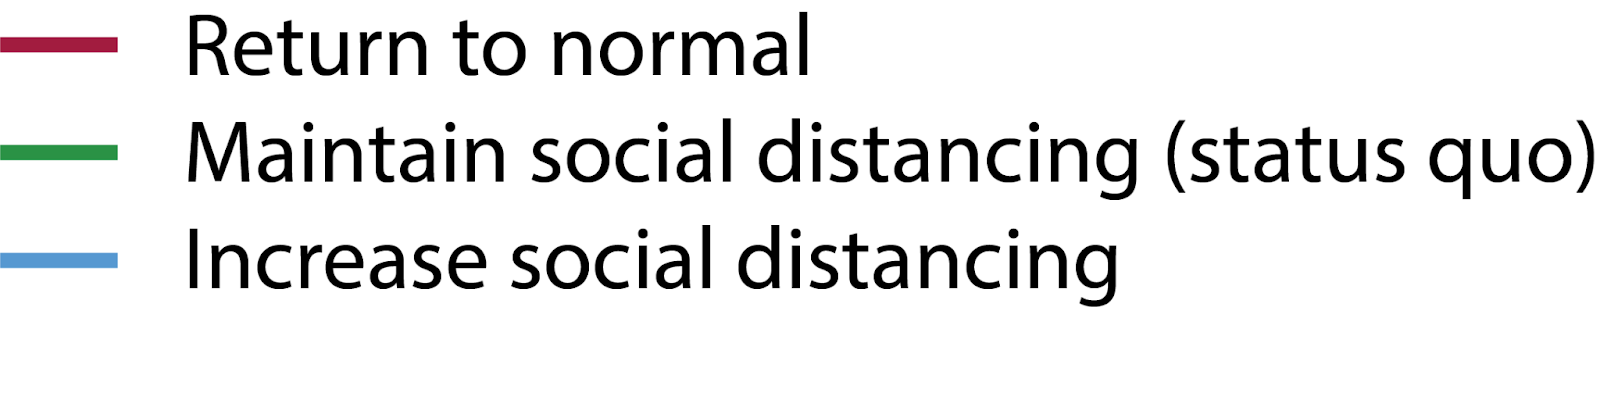 Return to normal
Maintain social distancing (status quo)
Increase social distancing